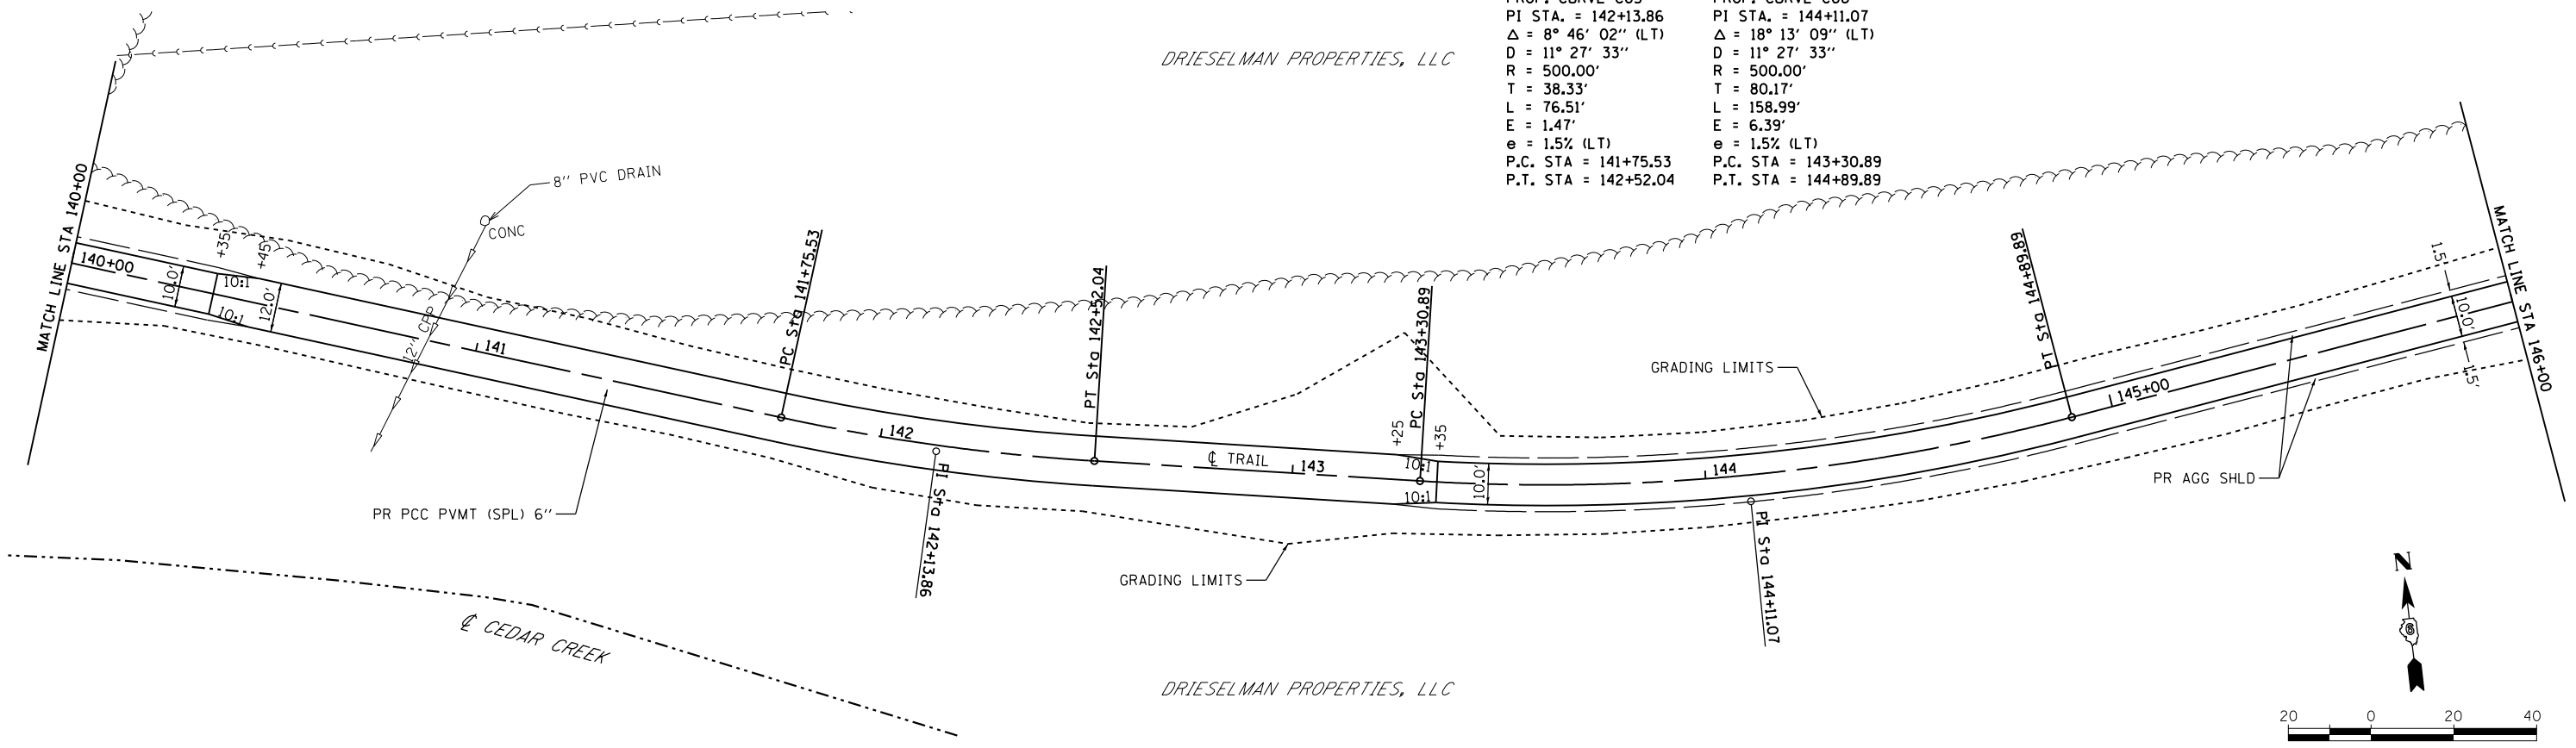 PROP. CURVE C05
PI STA. = 142+13.86
Δ = 8° 46' 02" (LT)
D = 11° 27' 33"
R = 500.00'
T = 38.33'
L = 76.51'
E = 1.47'
e = 1.5% (LT)
P.C. STA = 141+75.53
P.T. STA = 142+52.04
PROP. CURVE C06
PI STA. = 144+11.07
Δ = 18° 13' 09" (LT)
D = 11° 27' 33"
R = 500.00'
T = 80.17'
L = 158.99'
E = 6.39'
e = 1.5% (LT)
P.C. STA = 143+30.89
P.T. STA = 144+89.89
DRIESELMAN PROPERTIES, LLC
MATCH LINE STA 140+00
140+00
10.0'
+35
+45
10:1
10:1
12.0'
8" PVC DRAIN
CONC
12" CPP
141
PC Sta 141+75.53
142
PI Sta 142+13.86
PT Sta 142+52.04
℄ TRAIL
143
+25
PC Sta 143+30.89
+35
10:1
10:1
10.0'
144
PI Sta 144+11.07
GRADING LIMITS
PT Sta 144+89.89
145+00
1.5'
10.0'
1.5'
MATCH LINE STA 146+00
PR AGG SHLD
PR PCC PVMT (SPL) 6"
GRADING LIMITS
℄ CEDAR CREEK
DRIESELMAN PROPERTIES, LLC
N
6
20 0 20 40